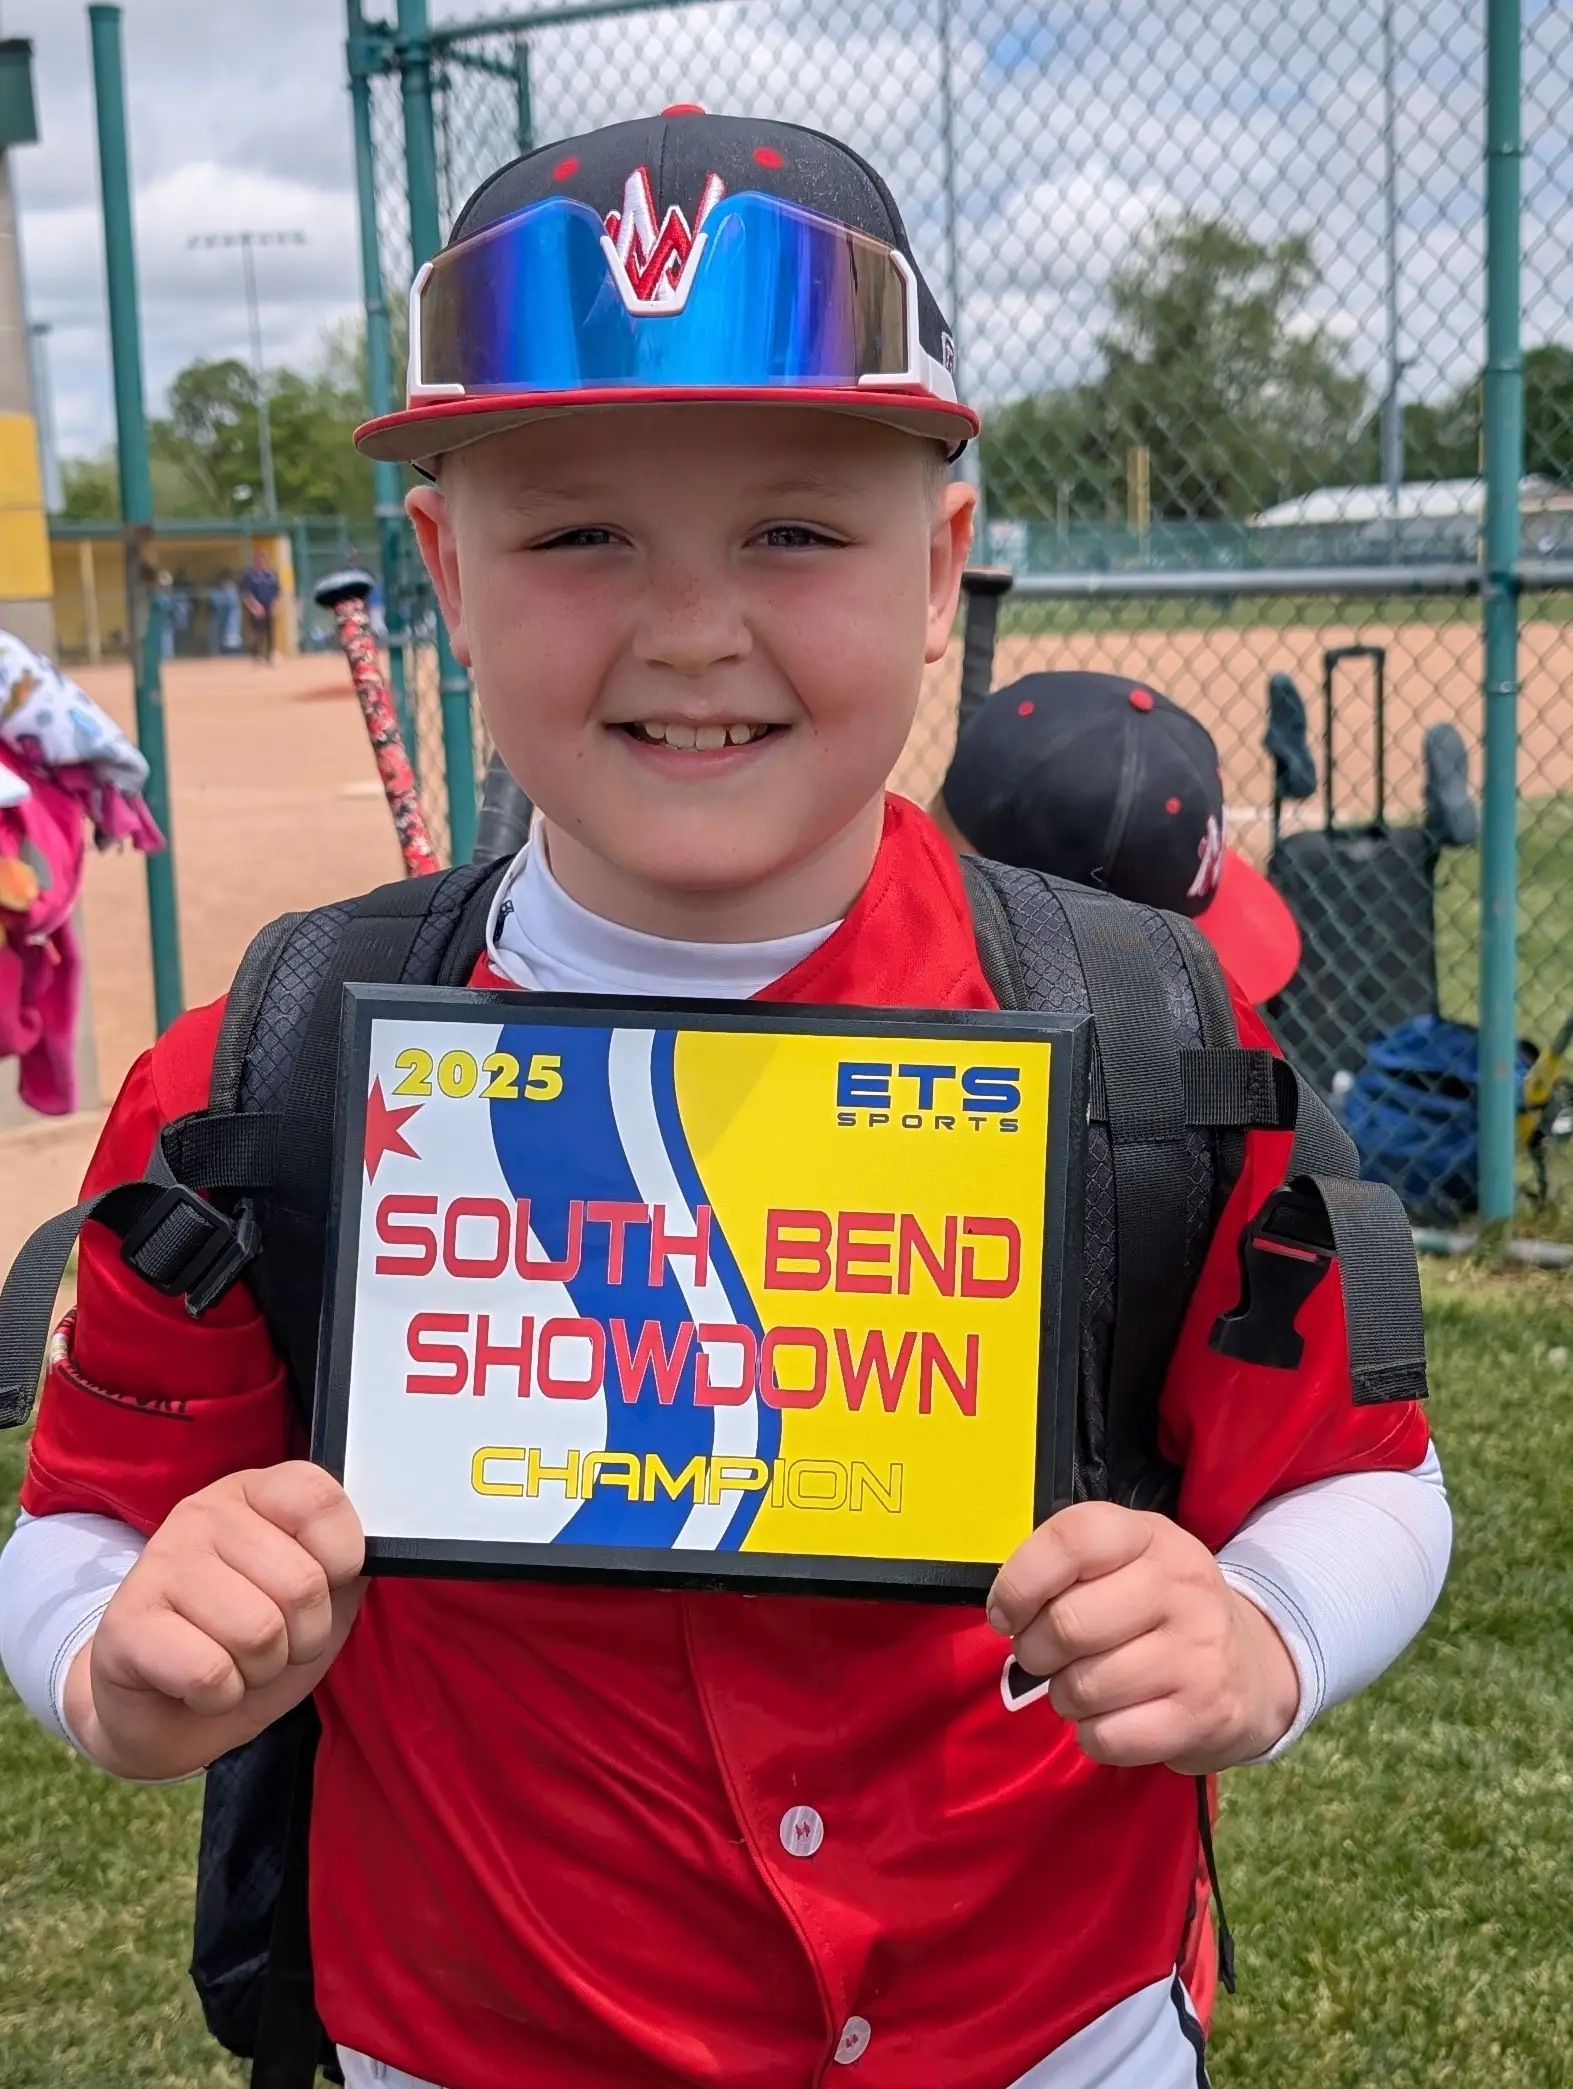 2025
ETS
SPORTS
SOUTH BEND
SHOWDOWN
CHAMPION